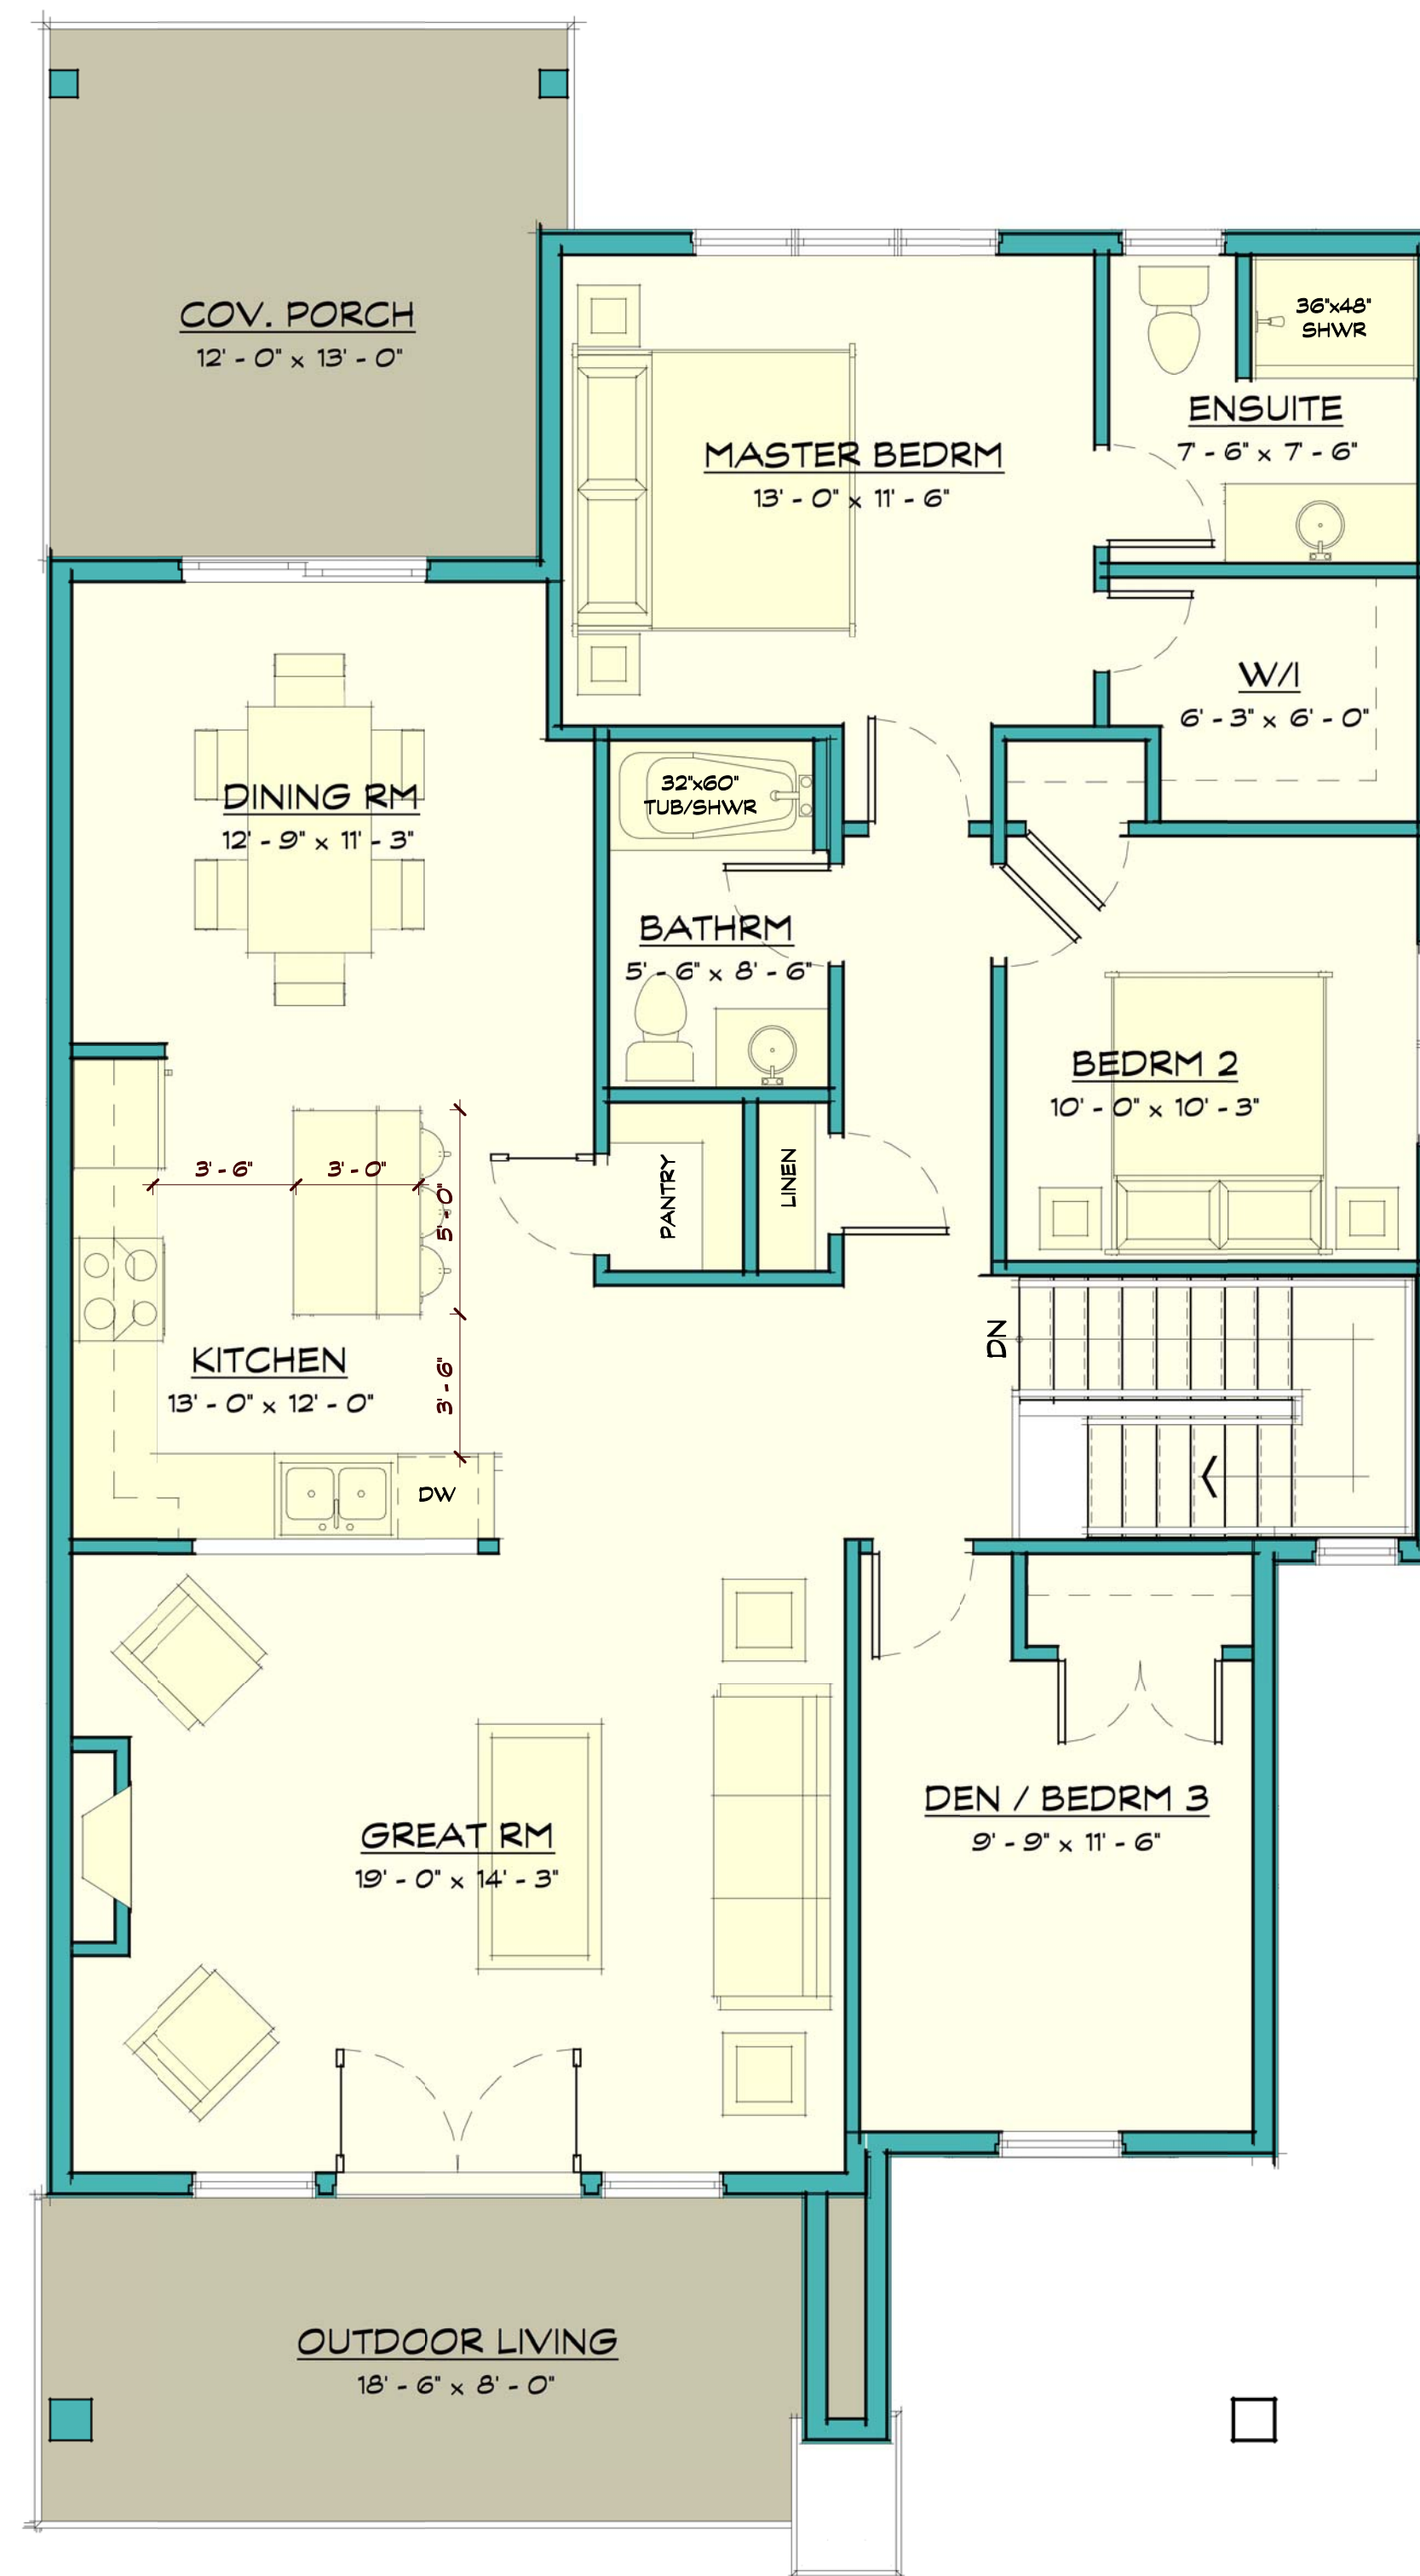 COV. PORCH
12' - 0" x 13' - 0"
36"x48"
SHWR
ENSUITE
7' - 6" x 7' - 6"
MASTER BEDRM
13' - 0" x 11' - 6"
W/I
6' - 3" x 6' - 0"
32"x60"
TUB/SHWR
DINING RM
12' - 9" x 11' - 3"
BATHRM
5' - 6" x 8' - 6"
BEDRM 2
10' - 0" x 10' - 3"
3' - 6"
3' - 0"
5' - 0"
PANTRY
LINEN
DN
KITCHEN
13' - 0" x 12' - 0"
3' - 6"
DW
DEN / BEDRM 3
9' - 9" x 11' - 6"
GREAT RM
19' - 0" x 14' - 3"
OUTDOOR LIVING
18' - 6" x 8' - 0"